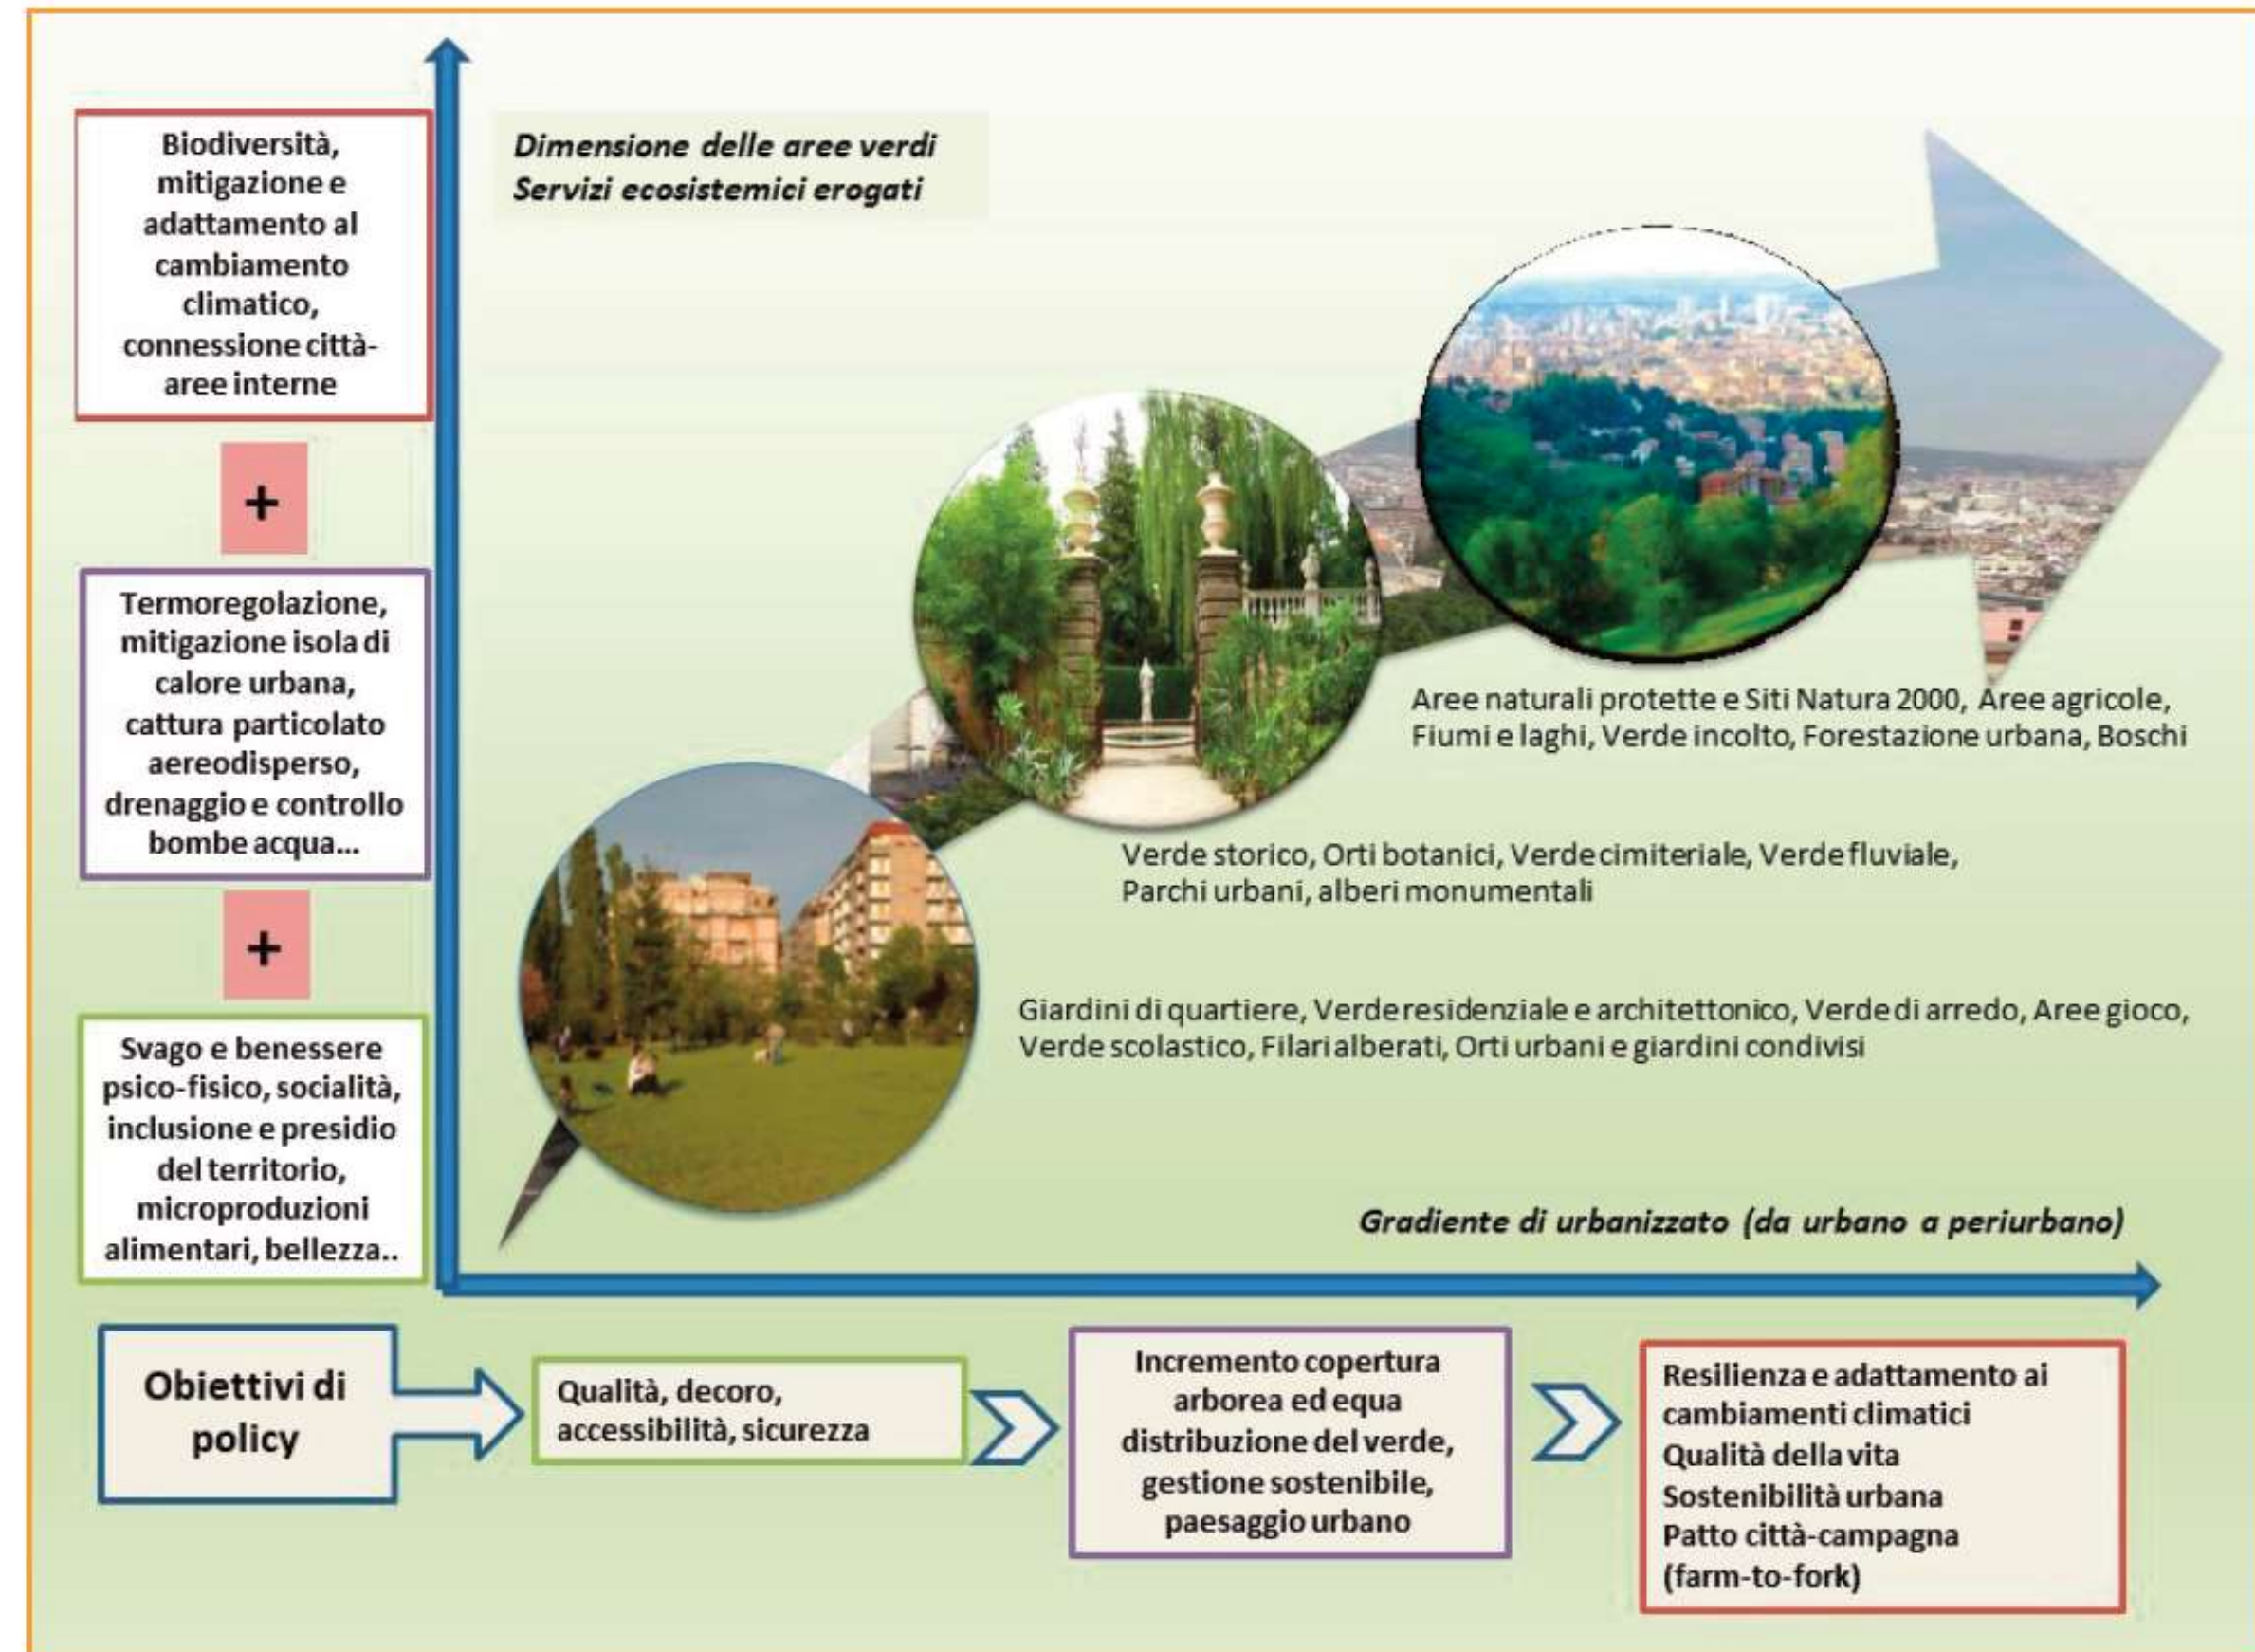 Biodiversità,
mitigazione e
adattamento al
cambiamento
climatico,
connessione città-
aree interne
+
Termoregolazione,
mitigazione isola di
calore urbana,
cattura particolato
aereodisperso,
drenaggio e controllo
bombe acqua...
+
Svago e benessere
psico-fisico, socialità,
inclusione e presidio
del territorio,
microproduzioni
alimentari, bellezza..
Dimensione delle aree verdi
Servizi ecosistemici erogati
Aree naturali protette e Siti Natura 2000, Aree agricole,
Fiumi e laghi, Verde incolto, Forestazione urbana, Boschi
Verde storico, Orti botanici, Verde cimiteriale, Verde fluviale,
Parchi urbani, alberi monumentali
Giardini di quartiere, Verde residenziale e architettonico, Verde di arredo, Aree gioco,
Verde scolastico, Filari alberati, Orti urbani e giardini condivisi
Gradiente di urbanizzato (da urbano a periurbano)
Obiettivi di
policy
Qualità, decoro,
accessibilità, sicurezza
Incremento copertura
arborea ed equa
distribuzione del verde,
gestione sostenibile,
paesaggio urbano
Resilienza e adattamento ai
cambiamenti climatici
Qualità della vita
Sostenibilità urbana
Patto città-campagna
(farm-to-fork)